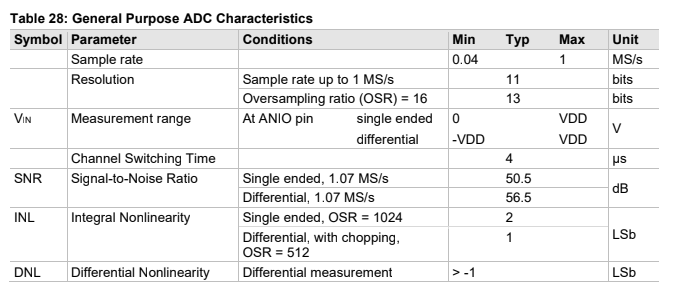 Table 28: General Purpose ADC Characteristics
Symbol Parameter Conditions Min Typ Max Unit
Sample rate 0.04 1 MS/s
Resolution Sample rate up to 1 MS/s 11 bits
Oversampling ratio (OSR) = 16 13 bits
VIN Measurement range At ANIO pin single ended 0 VDD V
differential -VDD VDD
Channel Switching Time 4 µs
SNR Signal-to-Noise Ratio Single ended, 1.07 MS/s 50.5 dB
Differential, 1.07 MS/s 56.5
INL Integral Nonlinearity Single ended, OSR = 1024 2 LSb
Differential, with chopping, 1
OSR = 512
DNL Differential Nonlinearity Differential measurement > -1 LSb